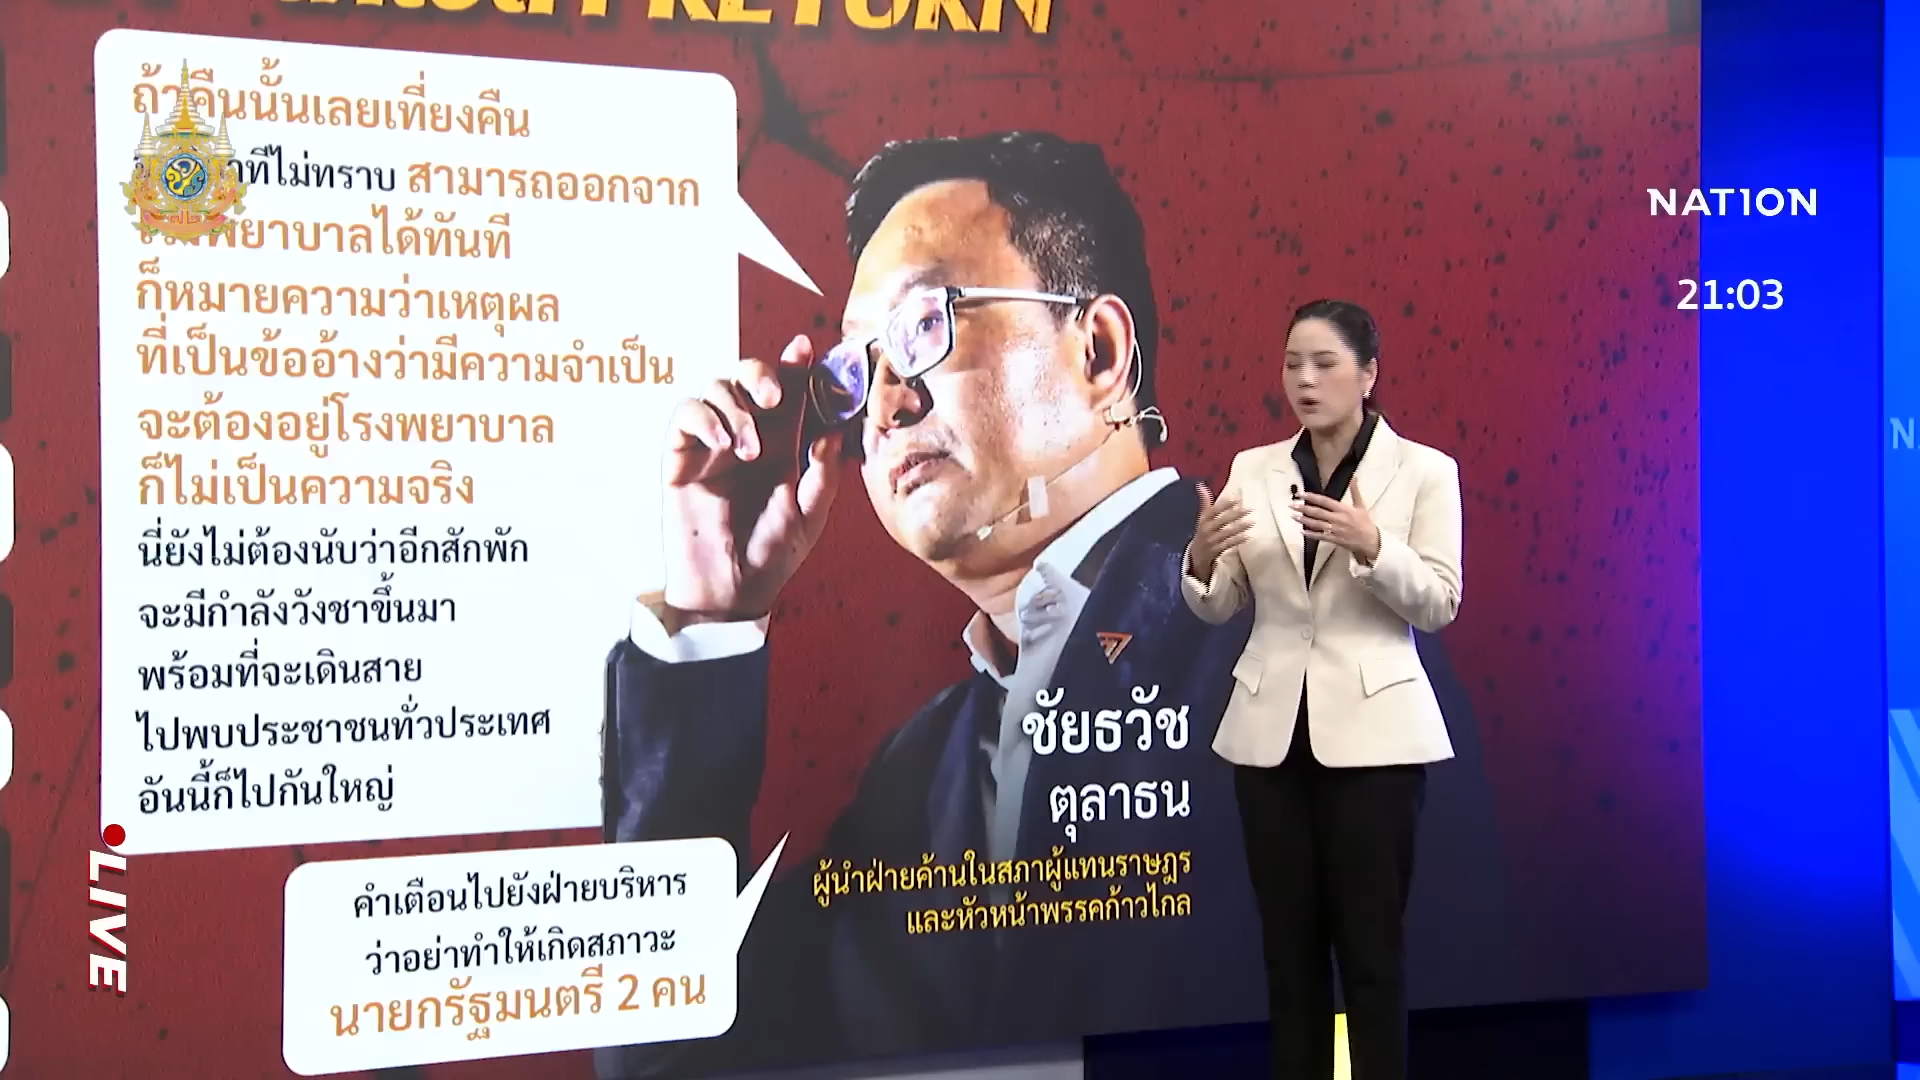 RETURN
ถ้าคืนนั้นเลยเที่ยงคืน
ทีไม่ทราบ สามารถออกจาก
พยาบาลได้ทันที
ก็หมายความว่าเหตุผล
ที่เป็นข้ออ้างว่ามีความจำเป็น
จะต้องอยู่โรงพยาบาล
ก็ไม่เป็นความจริง
นี่ยังไม่ต้องนับว่าอีกสักพัก
จะมีกำลังวังชาขึ้นมา
พร้อมที่จะเดินสาย
ไปพบประชาชนทั่วประเทศ
อันนี้ก็ไปกันใหญ่
คำเตือนไปยังฝ่ายบริหาร
ว่าอย่าทำให้เกิดสภาวะ
นายกรัฐมนตรี 2 คน
ชัยธวัช
ตุลาธน
ผู้นำฝ่ายค้านในสภาผู้แทนราษฎร
และหัวหน้าพรรคก้าวไกล
NATION
21:03
LIVE
๗๒